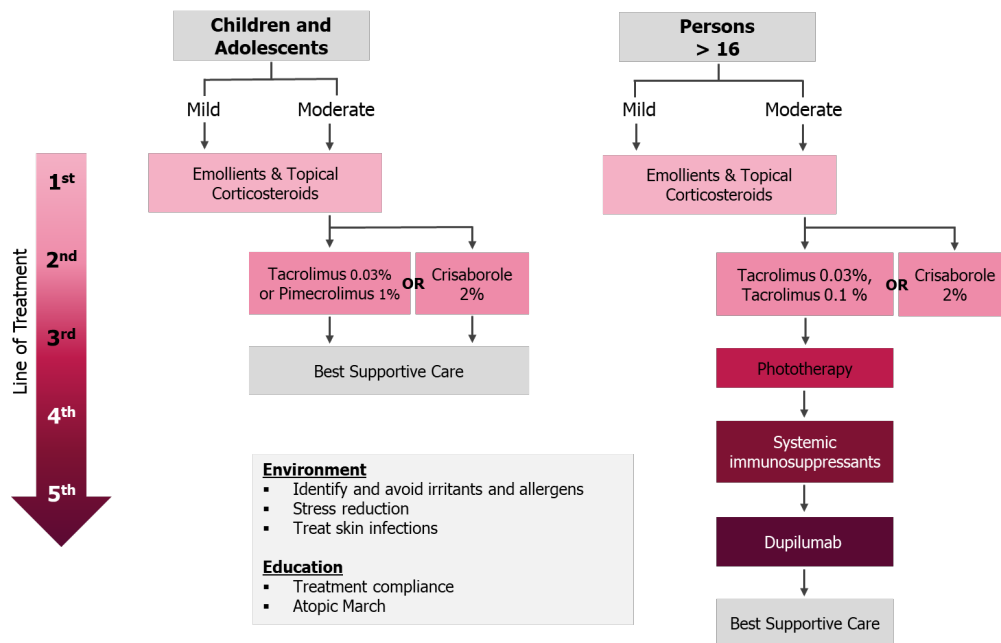 Children and
Adolescents
Persons
> 16
Mild
Moderate
Mild
Moderate
Line of Treatment
1st
2nd
3rd
4th
5th
Emollients & Topical
Corticosteroids
Emollients & Topical
Corticosteroids
Tacrolimus 0.03%
or Pimecrolimus 1%
OR
Crisaborole
2%
Tacrolimus 0.03%,
Tacrolimus 0.1 %
OR
Crisaborole
2%
Best Supportive Care
Phototherapy
Systemic
immunosuppressants
Dupilumab
Best Supportive Care
Environment
▪ Identify and avoid irritants and allergens
▪ Stress reduction
▪ Treat skin infections
Education
▪ Treatment compliance
▪ Atopic March